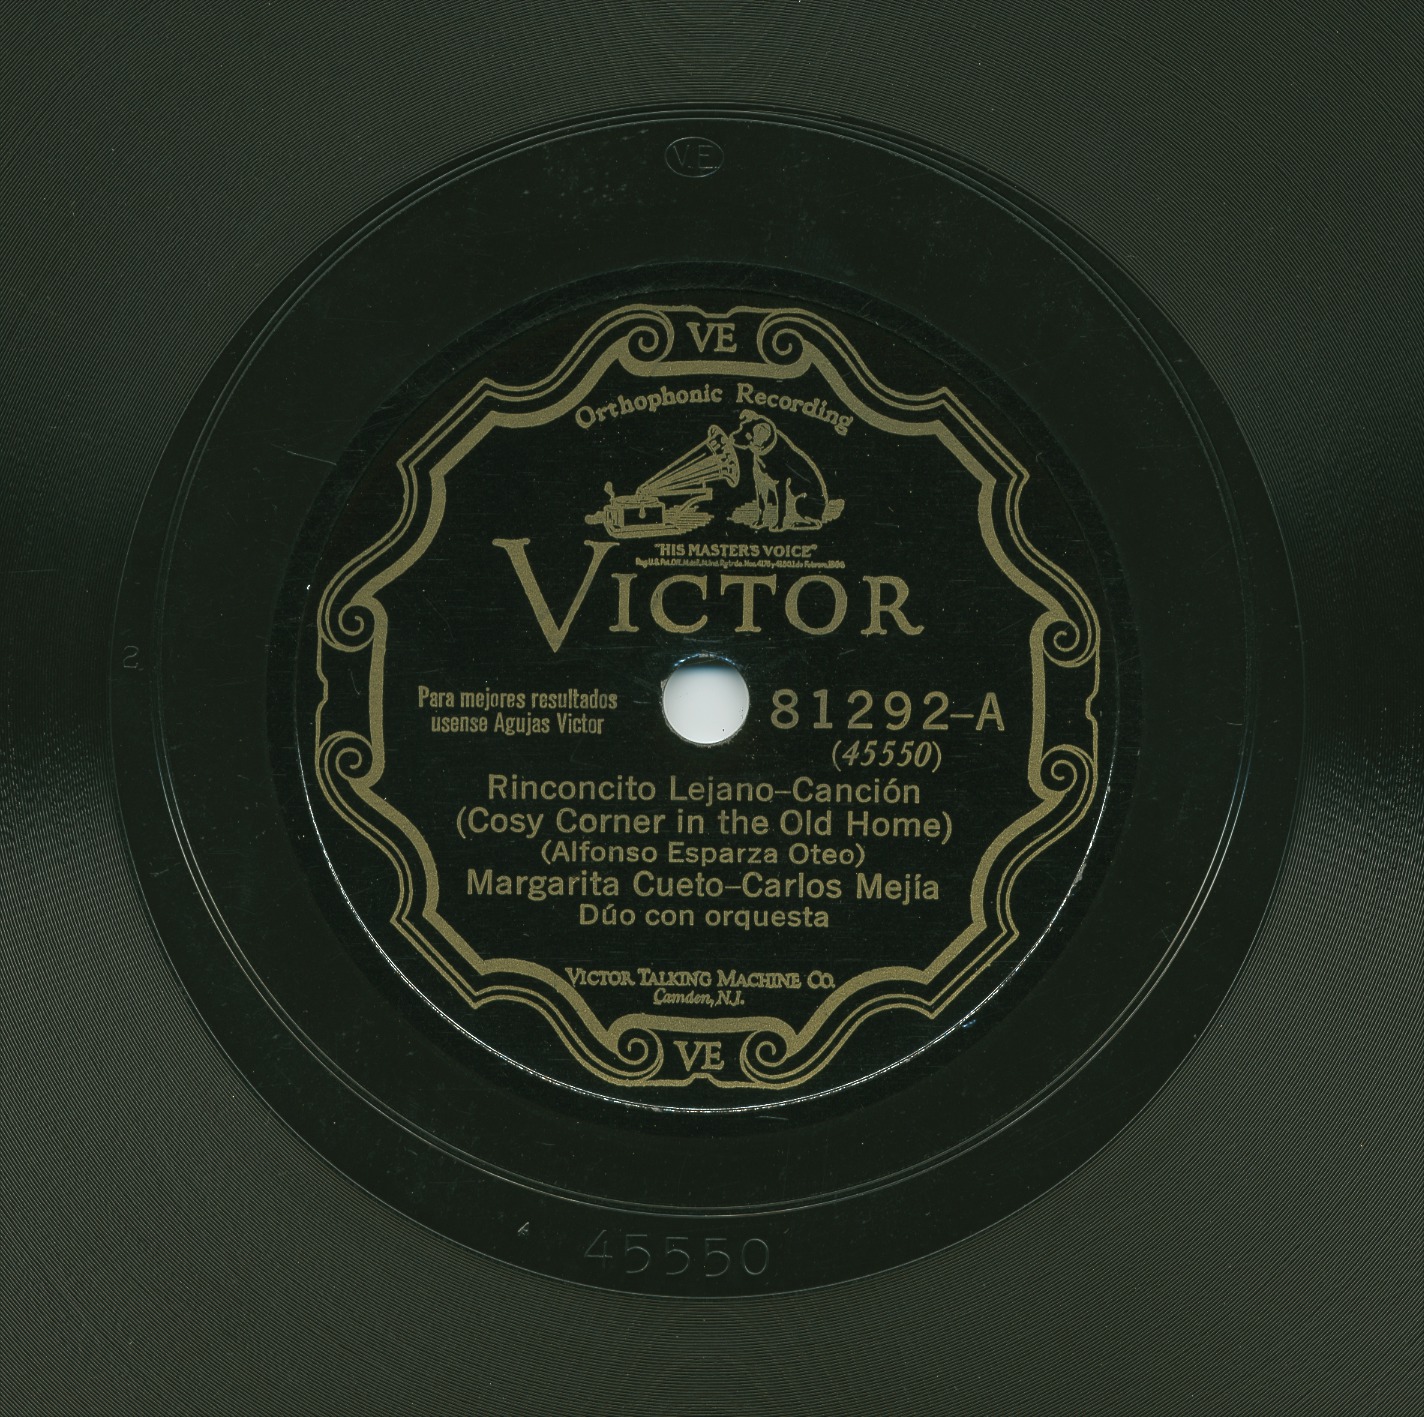 V.E.
VE
Orthophonic Recording
"HIS MASTER'S VOICE"
VICTOR
Para mejores resultados
usense Agujas Victor
81292-A
(45550)
Rinconcito Lejano-Canción
(Cosy Corner in the Old Home)
(Alfonso Esparza Oteo)
Margarita Cueto-Carlos Mejía
Dúo con orquesta
VICTOR TALKING MACHINE CO.
Camden, N.J.
VE
2
4
45550